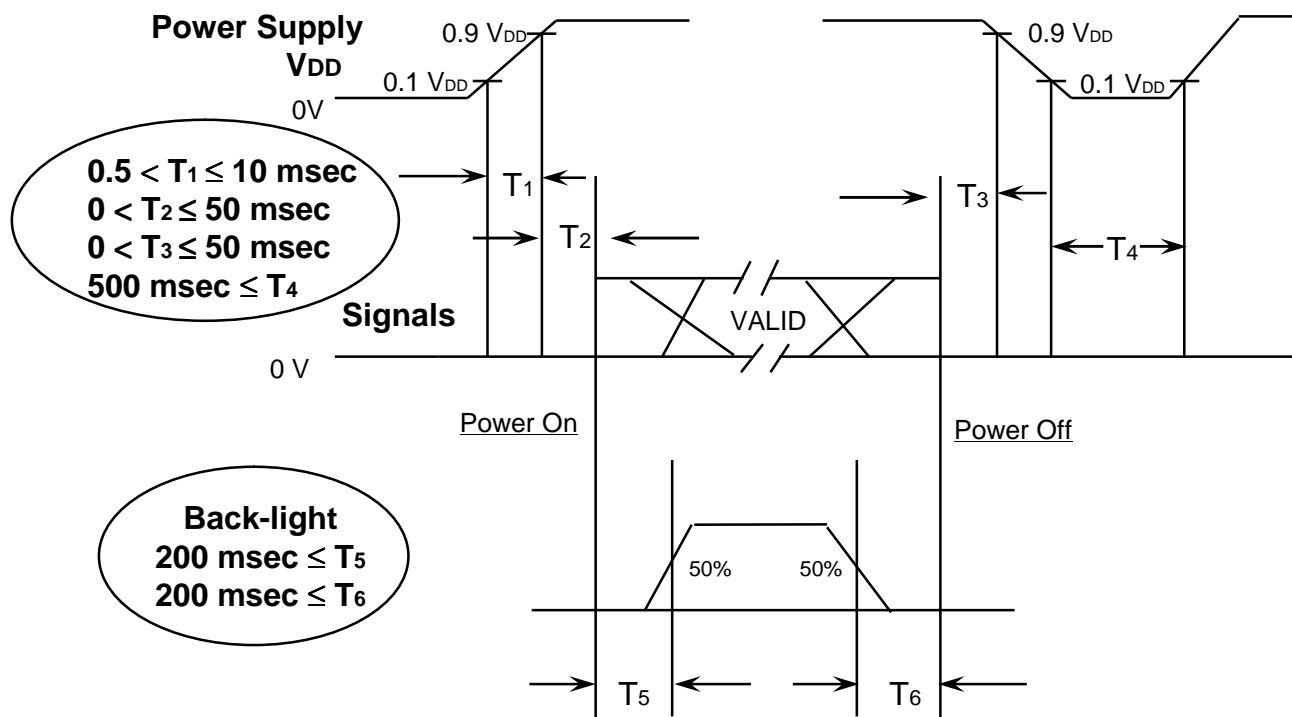 Power Supply
VDD
0.9 VDD
0.1 VDD
0V
0.9 VDD
0.1 VDD
0.5 < T1 ≤ 10 msec
0 < T2 ≤ 50 msec
0 < T3 ≤ 50 msec
500 msec ≤ T4
T1
T2
T3
T4
Signals
VALID
0 V
Power On
Power Off
Back-light
200 msec ≤ T5
200 msec ≤ T6
50%
50%
T5
T6